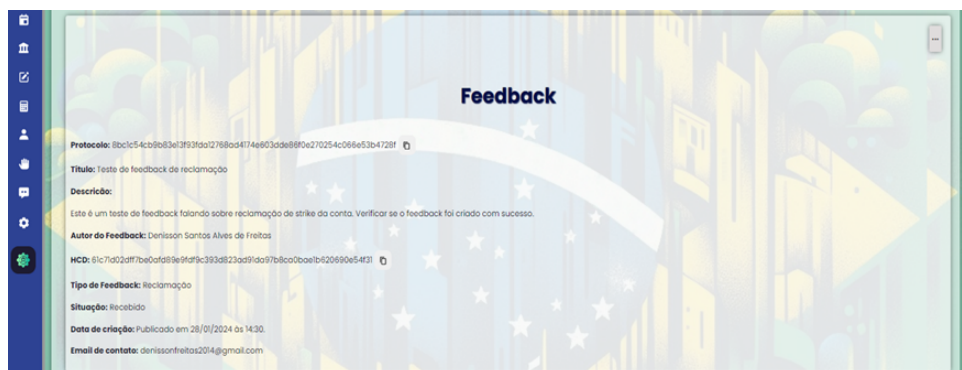 Feedback
Protocolo: 8bc1c54cb9b83e13f93fda12768ad4174e603dde86f0e270254c066e53b4728f
Título: Teste de feedback de reclamação
Descricão:
Este é um teste de feedback falando sobre reclamação de strike da conta. Verificar se o feedback foi criado com sucesso.
Autor do Feedback: Denisson Santos Alves de Freitas
HCD: 61c71d02dff7be0afd89e9fdf9c393d823ad91da97b8ca0bae1b620690e54f31
Tipo de Feedback: Reclamação
Situação: Recebido
Data de criação: Publicado em 28/01/2024 às 14:30.
Email de contato: denissonfreitas2014@gmail.com